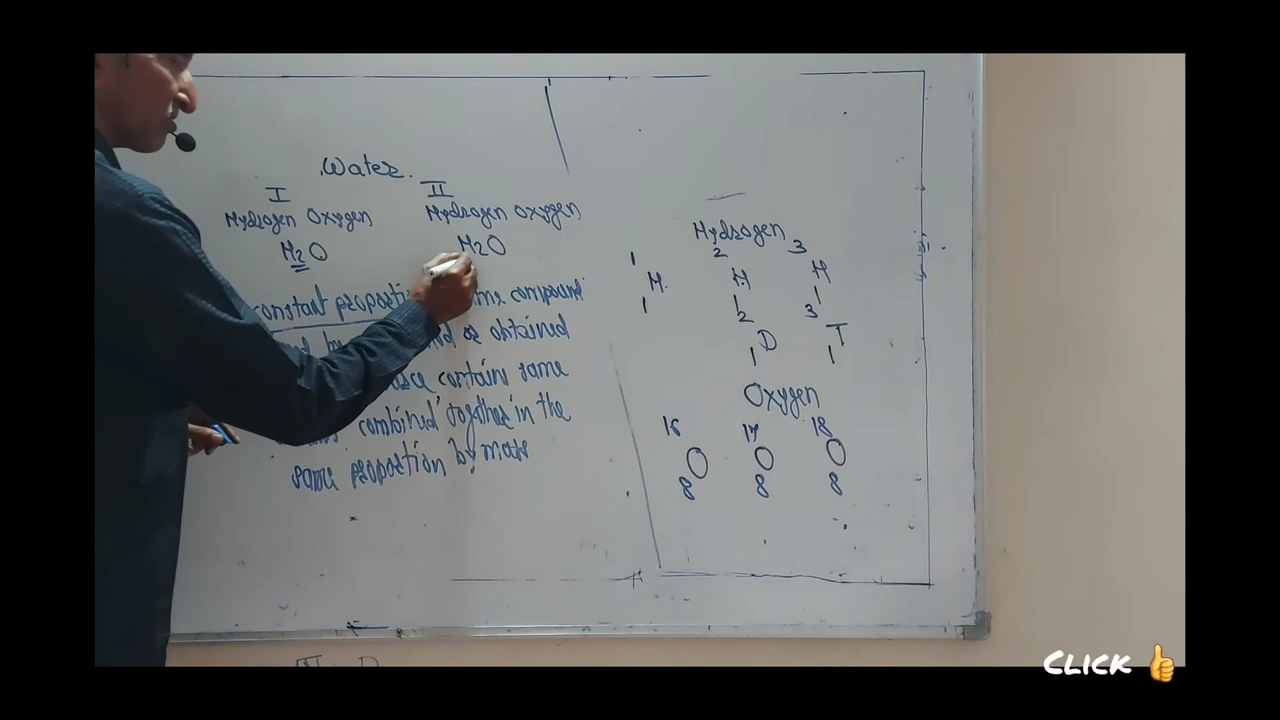 Water.
I
II
Hydrogen Oxygen
Hydrogen Oxygen
H2O
H2O
constant proportion compound
by or obtained
contains same
combined together in the
same proportion by mass
Hydrogen
1 H 1
2 H 1
3 H 1
2 D 1
3 T 1
Oxygen
16 O 8
17 O 8
18 O 8
CLICK 👍